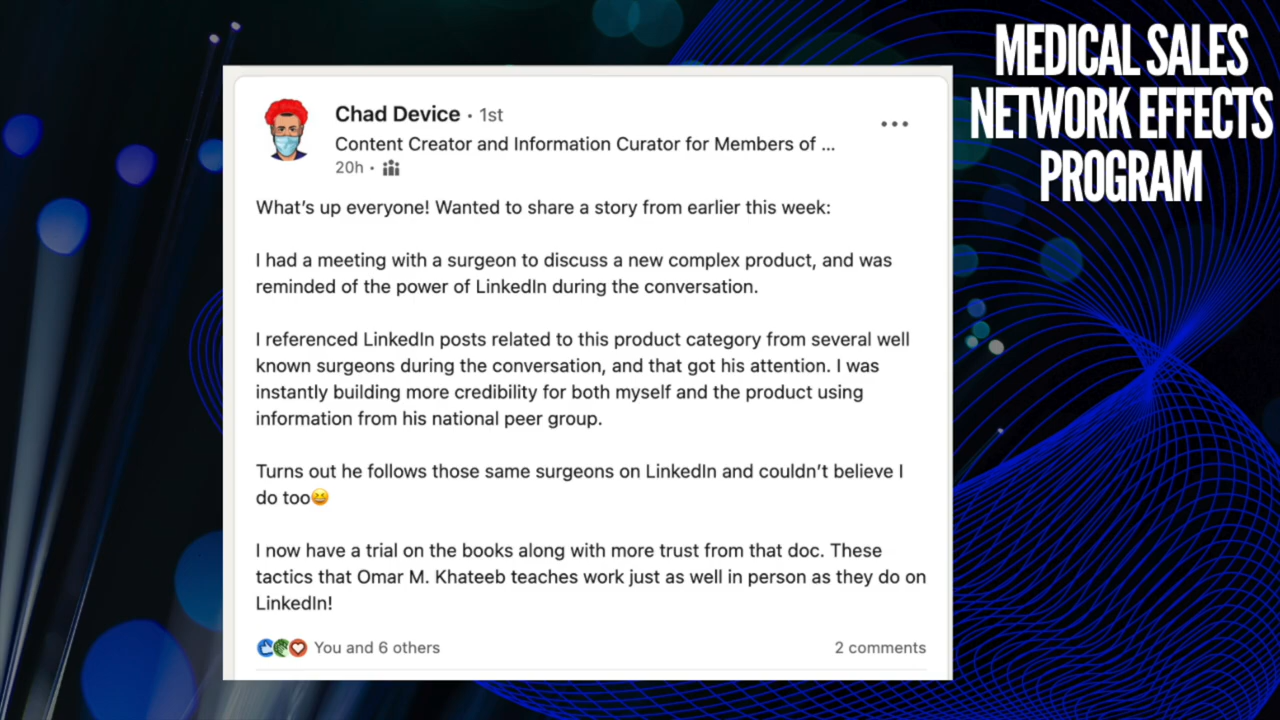 MEDICAL SALES
NETWORK EFFECTS
PROGRAM
Chad Device · 1st
Content Creator and Information Curator for Members of ...
20h ·
What's up everyone! Wanted to share a story from earlier this week:
I had a meeting with a surgeon to discuss a new complex product, and was
reminded of the power of LinkedIn during the conversation.
I referenced LinkedIn posts related to this product category from several well
known surgeons during the conversation, and that got his attention. I was
instantly building more credibility for both myself and the product using
information from his national peer group.
Turns out he follows those same surgeons on LinkedIn and couldn't believe I
do too😆
I now have a trial on the books along with more trust from that doc. These
tactics that Omar M. Khateeb teaches work just as well in person as they do on
LinkedIn!
You and 6 others
2 comments